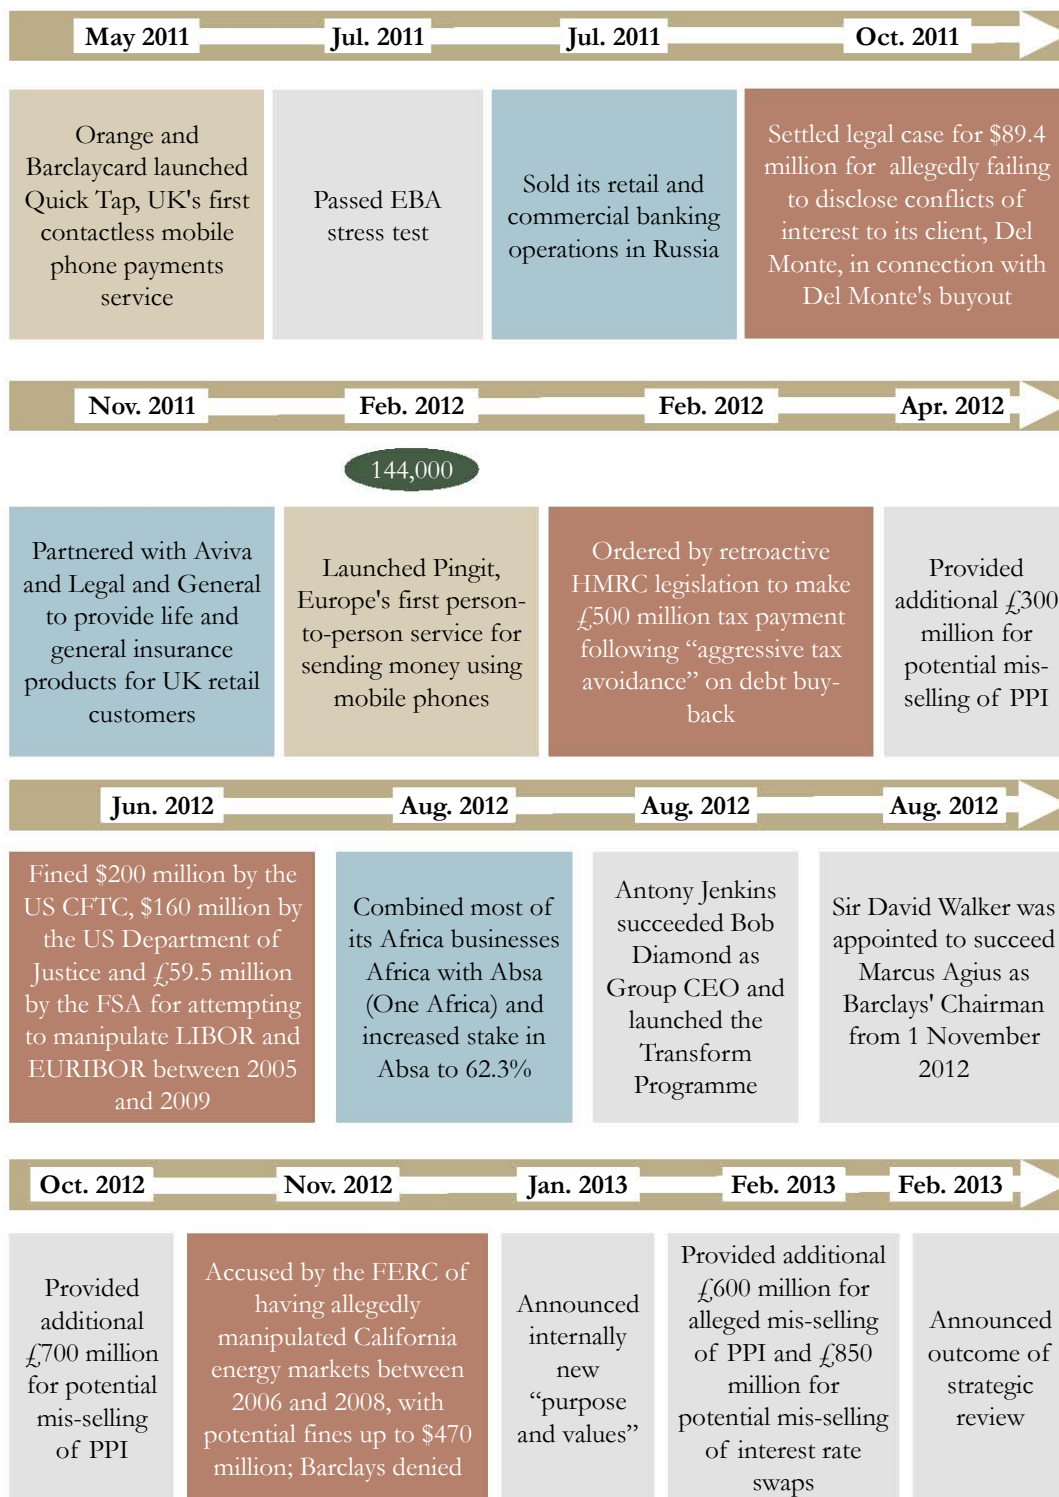 May 2011
Jul. 2011
Jul. 2011
Oct. 2011
Orange and
Barclaycard launched
Quick Tap, UK's first
contactless mobile
phone payments
service
Passed EBA
stress test
Sold its retail and
commercial banking
operations in Russia
Settled legal case for $89.4
million for allegedly failing
to disclose conflicts of
interest to its client, Del
Monte, in connection with
Del Monte's buyout
Nov. 2011
Feb. 2012
Feb. 2012
Apr. 2012
144,000
Partnered with Aviva
and Legal and General
to provide life and
general insurance
products for UK retail
customers
Launched Pingit,
Europe's first person-
to-person service for
sending money using
mobile phones
Ordered by retroactive
HMRC legislation to make
£500 million tax payment
following “aggressive tax
avoidance” on debt buy-
back
Provided
additional £300
million for
potential mis-
selling of PPI
Jun. 2012
Aug. 2012
Aug. 2012
Aug. 2012
Fined $200 million by the
US CFTC, $160 million by
the US Department of
Justice and £59.5 million
by the FSA for attempting
to manipulate LIBOR and
EURIBOR between 2005
and 2009
Combined most of
its Africa businesses
Africa with Absa
(One Africa) and
increased stake in
Absa to 62.3%
Antony Jenkins
succeeded Bob
Diamond as
Group CEO and
launched the
Transform
Programme
Sir David Walker was
appointed to succeed
Marcus Agius as
Barclays' Chairman
from 1 November
2012
Oct. 2012
Nov. 2012
Jan. 2013
Feb. 2013
Feb. 2013
Provided
additional
£700 million
for potential
mis-selling
of PPI
Accused by the FERC of
having allegedly
manipulated California
energy markets between
2006 and 2008, with
potential fines up to $470
million; Barclays denied
Announced
internally
new
“purpose
and values”
Provided additional
£600 million for
alleged mis-selling
of PPI and £850
million for
potential mis-selling
of interest rate
swaps
Announced
outcome of
strategic
review